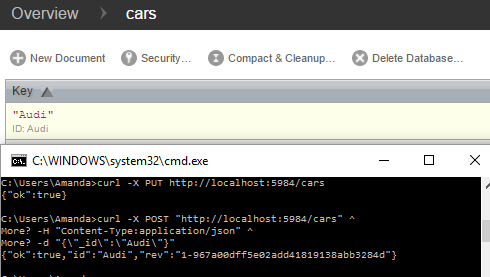 Overview cars
New Document Security... Compact & Cleanup... Delete Database...
Key
"Audi"
ID: Audi
C:\WINDOWS\system32\cmd.exe
C:\Users\Amanda>curl -X PUT http://localhost:5984/cars
{"ok":true}
C:\Users\Amanda>curl -X POST "http://localhost:5984/cars" ^
More? -H "Content-Type:application/json" ^
More? -d "{\"_id\":\"Audi\"}"
{"ok":true,"id":"Audi","rev":"1-967a00dff5e02add41819138abb3284d"}